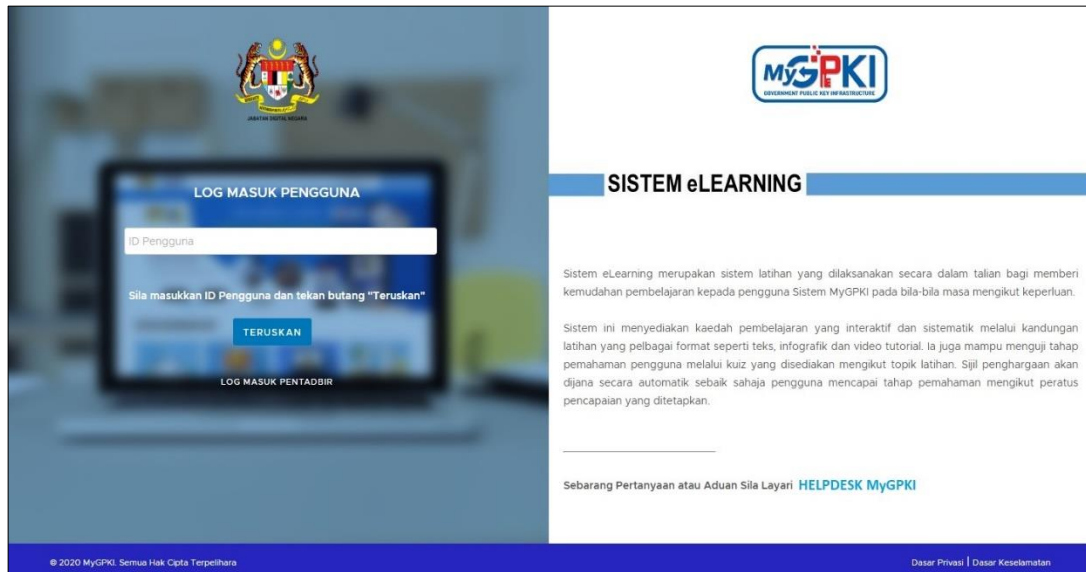 JABATAN DIGITAL NEGARA
LOG MASUK PENGGUNA
ID Pengguna
Sila masukkan ID Pengguna dan tekan butang "Teruskan"
TERUSKAN
LOG MASUK PENTADBIR
MyGPKI
GOVERNMENT PUBLIC KEY INFRASTRUCTURE
SISTEM eLEARNING
Sistem eLearning merupakan sistem latihan yang dilaksanakan secara dalam talian bagi memberi
kemudahan pembelajaran kepada pengguna Sistem MyGPKI pada bila-bila masa mengikut keperluan.
Sistem ini menyediakan kaedah pembelajaran yang interaktif dan sistematik melalui kandungan
latihan yang pelbagai format seperti teks, infografik dan video tutorial. Ia juga mampu menguji tahap
pemahaman pengguna melalui kuiz yang disediakan mengikut topik latihan. Sijil penghargaan akan
dijana secara automatik sebaik sahaja pengguna mencapai tahap pemahaman mengikut peratus
pencapaian yang ditetapkan.
Sebarang Pertanyaan atau Aduan Sila Layari HELPDESK MyGPKI
© 2020 MyGPKI. Semua Hak Cipta Terpelihara
Dasar Privasi | Dasar Keselamatan